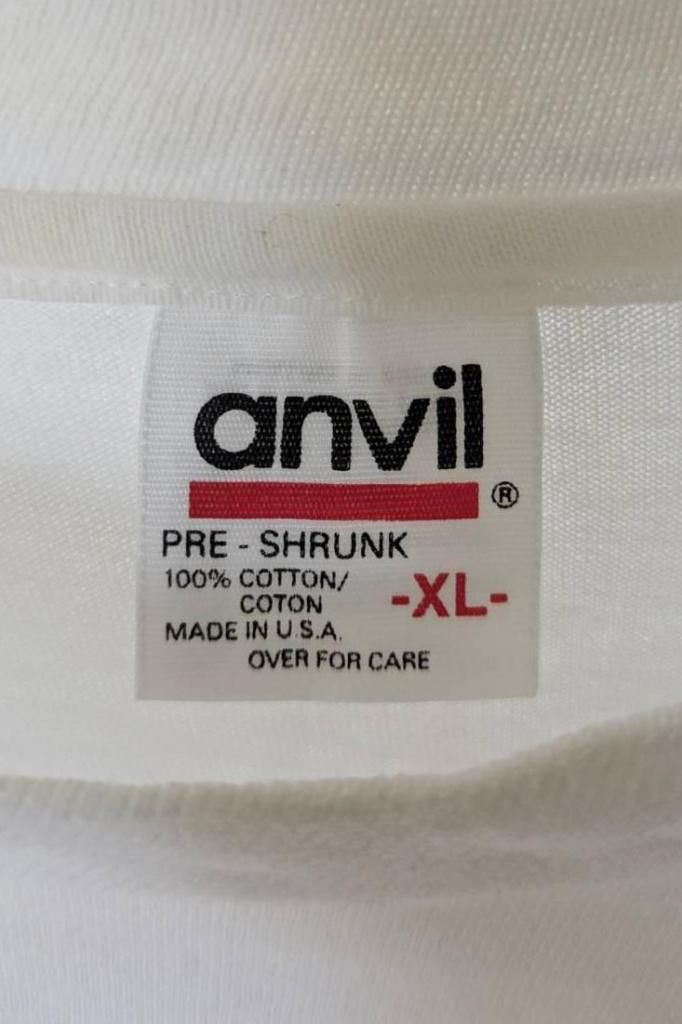 anvil
®
PRE - SHRUNK
100% COTTON/
COTON
-XL-
MADE IN U.S.A.
OVER FOR CARE